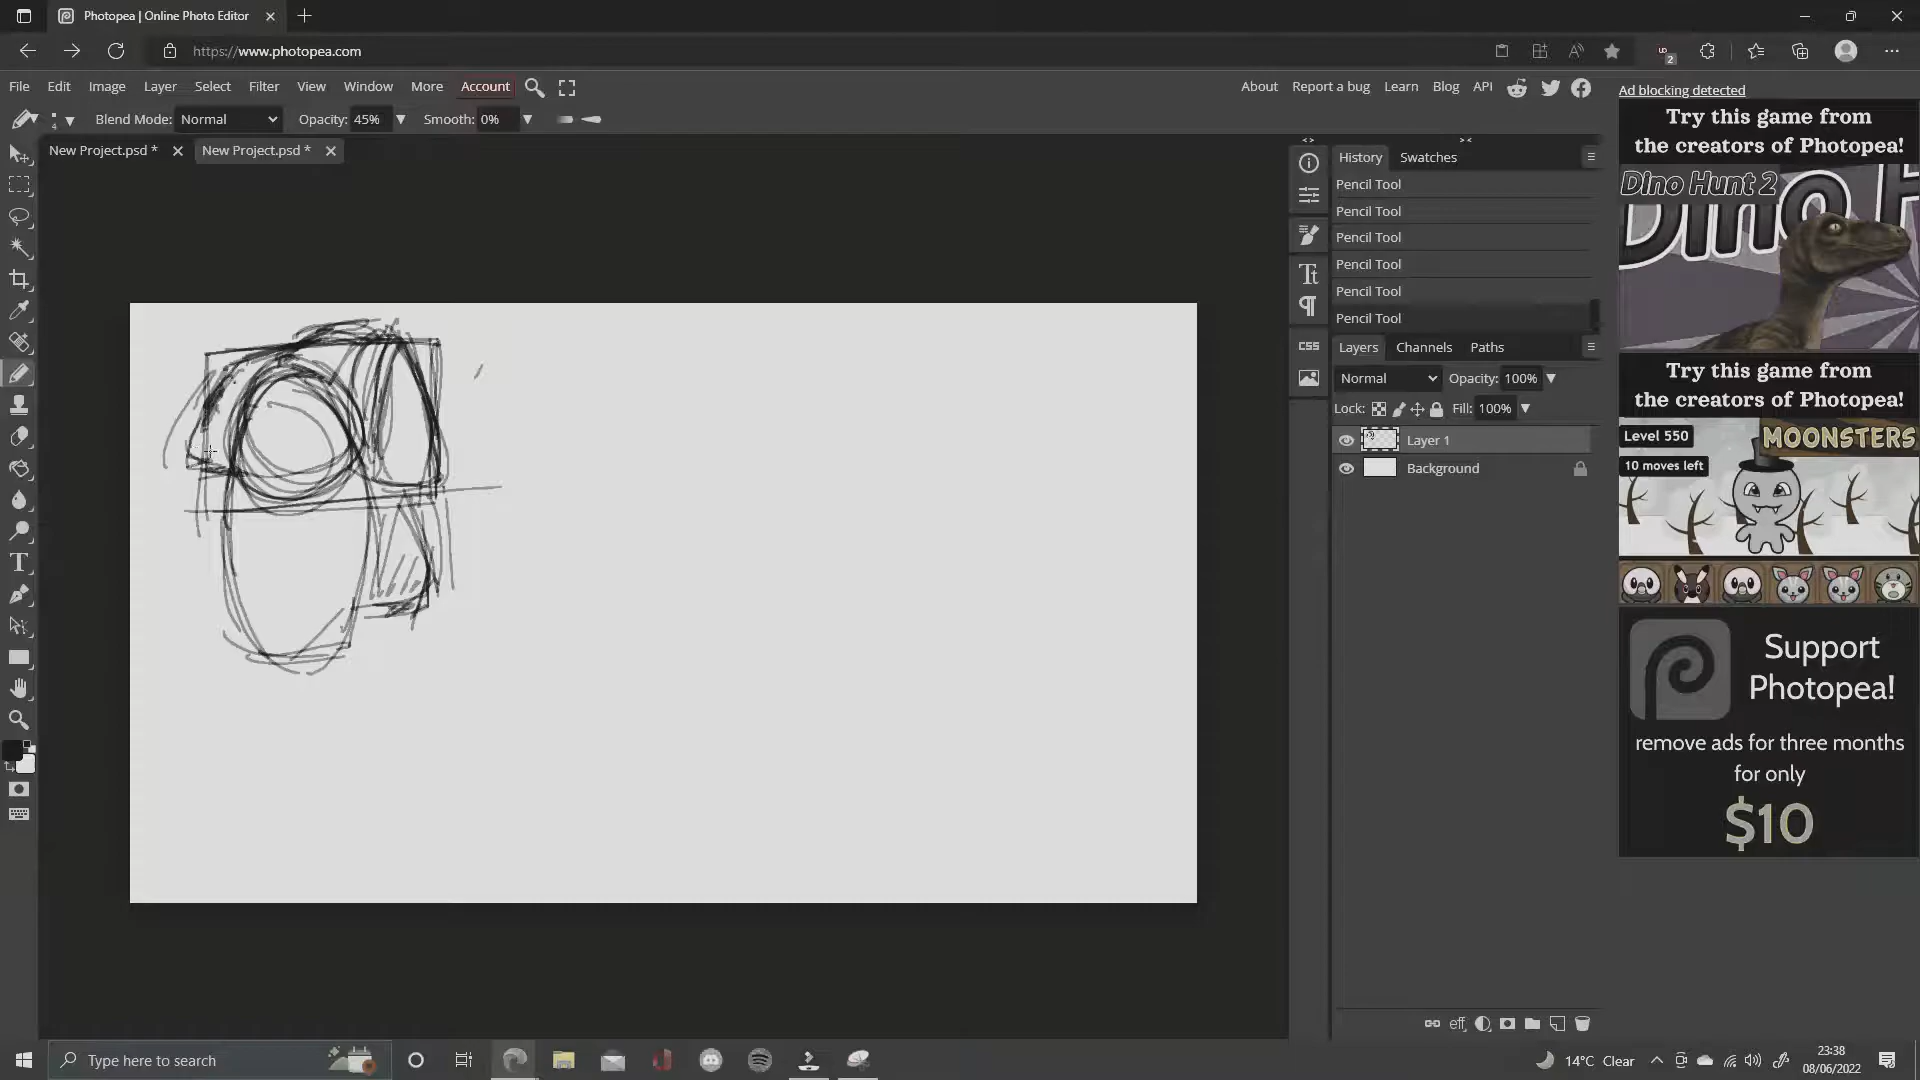 Photopea | Online Photo Editor
https://www.photopea.com
2
File Edit Image Layer Select Filter View Window More Account
About Report a bug Learn Blog API
Ad blocking detected
4 Blend Mode: Normal Opacity: 45% Smooth: 0%
New Project.psd * New Project.psd *
History Swatches
Pencil Tool
Pencil Tool
Pencil Tool
Pencil Tool
Pencil Tool
Pencil Tool
Layers Channels Paths
Normal Opacity: 100%
Lock: Fill: 100%
Layer 1
Background
CSS
eff
Try this game from
the creators of Photopea!
Dino Hunt 2
Try this game from
the creators of Photopea!
Level 550
MOONSTERS
10 moves left
Support
Photopea!
remove ads for three months
for only
$10
Type here to search
14°C Clear
23:38
08/06/2022